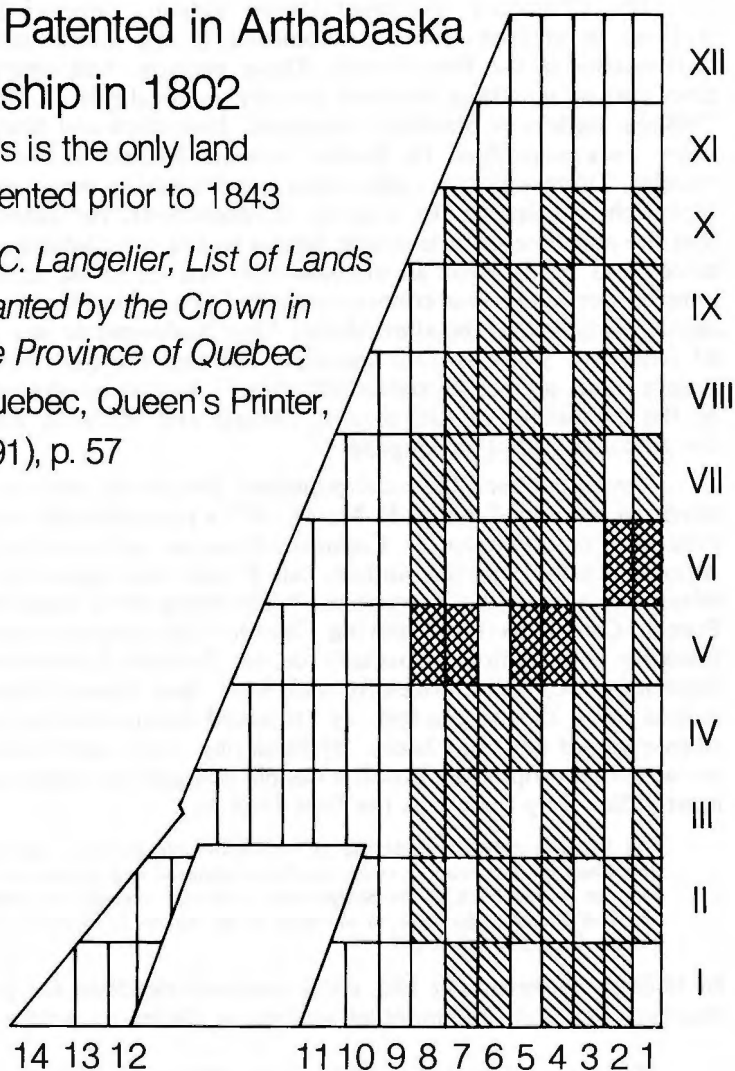 Patented in Arthabaska
ship in 1802
s is the only land
ented prior to 1843
C. Langelier, List of Lands
anted by the Crown in
e Province of Quebec
uebec, Queen's Printer,
91), p. 57
XII
XI
X
IX
VIII
VII
VI
V
IV
III
II
I
14 13 12 11 10 9 8 7 6 5 4 3 2 1